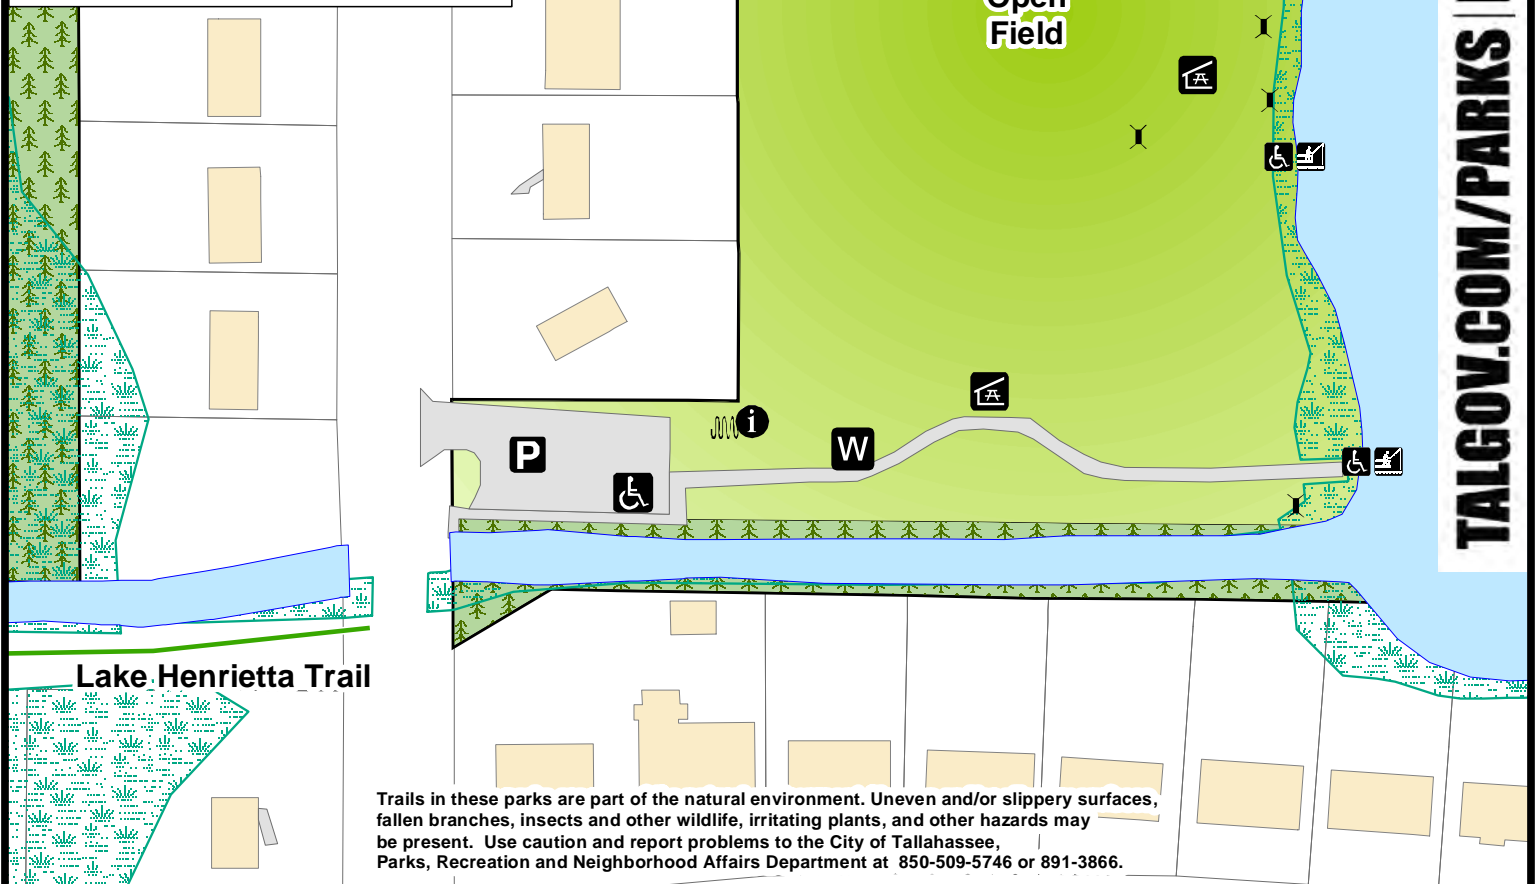 Open
Field
TALGOV.COM/PARKS
i
W
P
Lake Henrietta Trail
Trails in these parks are part of the natural environment. Uneven and/or slippery surfaces,
fallen branches, insects and other wildlife, irritating plants, and other hazards may
be present.  Use caution and report problems to the City of Tallahassee,
Parks, Recreation and Neighborhood Affairs Department at  850-509-5746 or 891-3866.